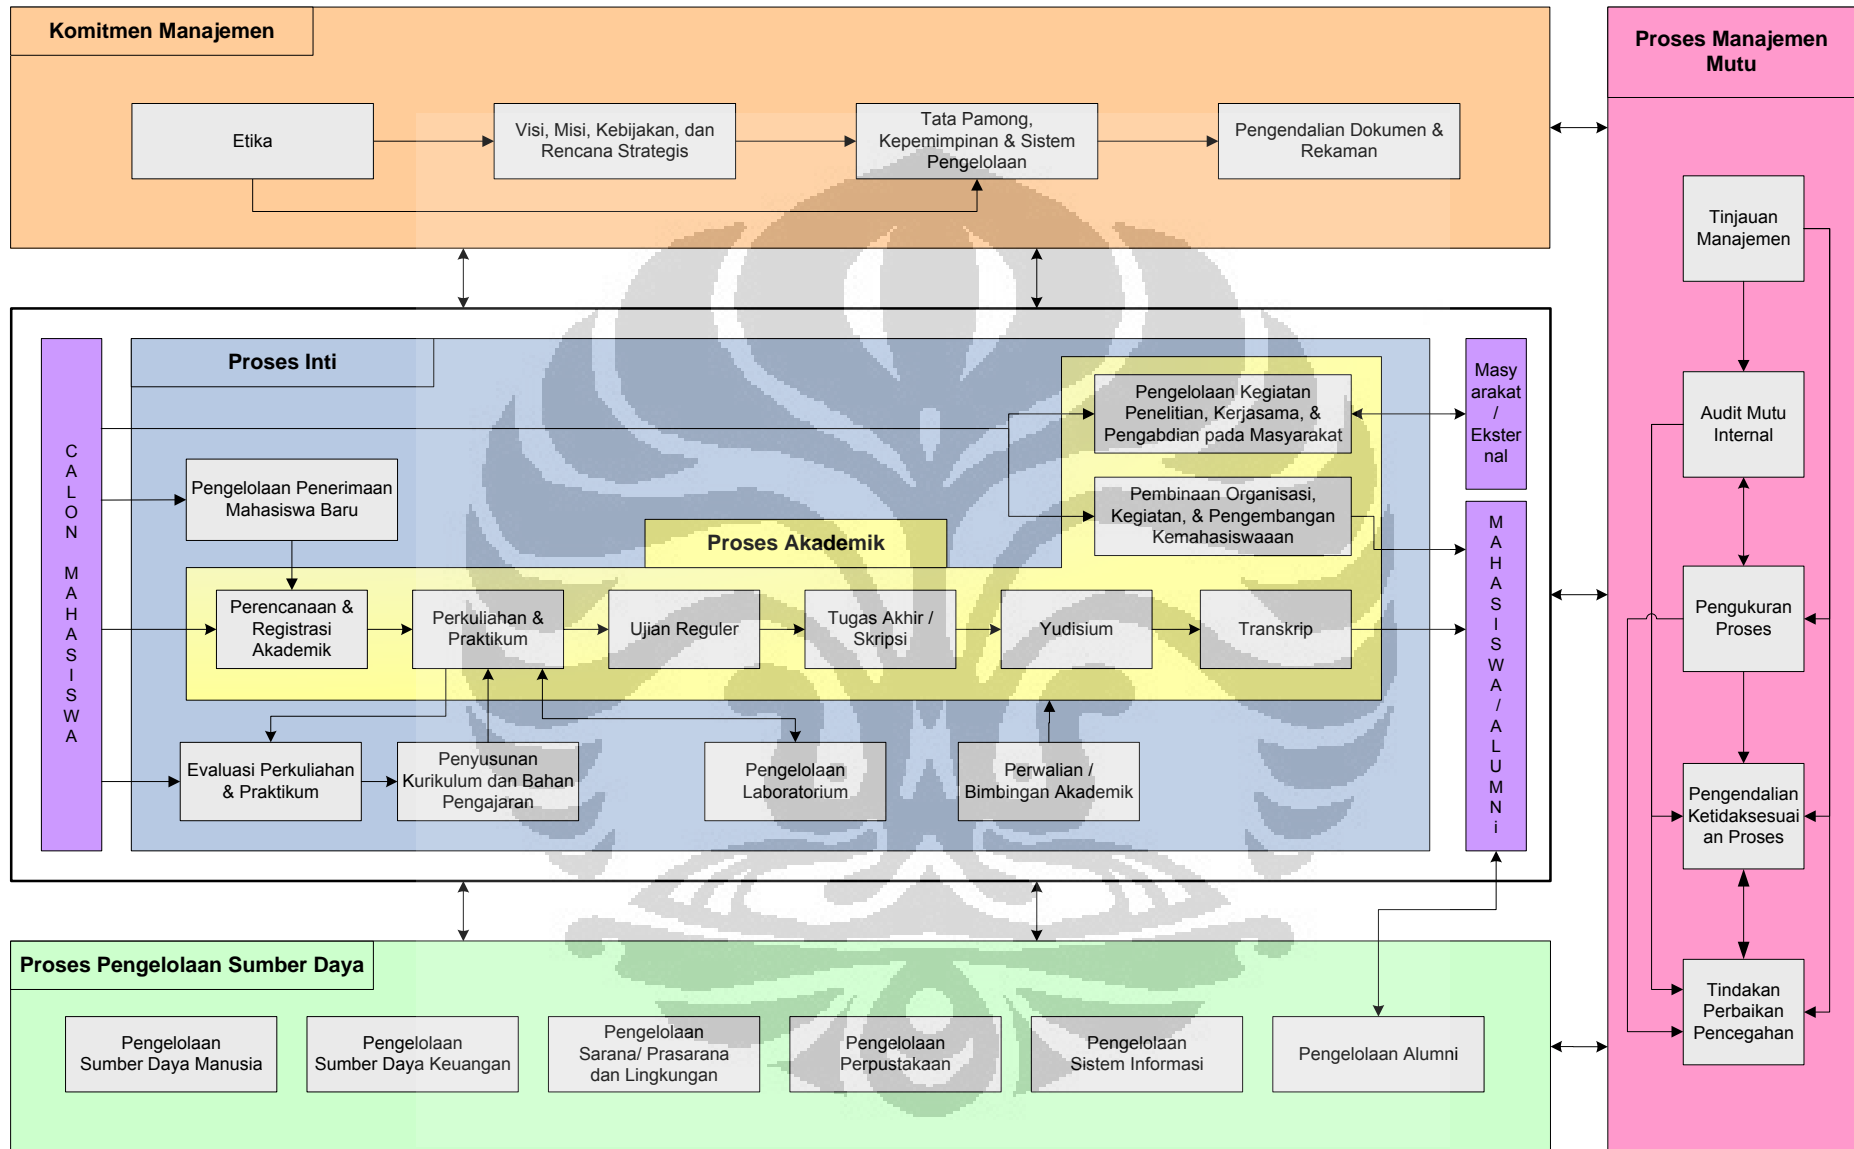 Komitmen Manajemen
Etika
Visi, Misi, Kebijakan, dan
Rencana Strategis
Tata Pamong,
Kepemimpinan & Sistem
Pengelolaan
Pengendalian Dokumen &
Rekaman
Proses Manajemen
Mutu
Tinjauan
Manajemen
Audit Mutu
Internal
Pengukuran
Proses
Pengendalian
Ketidaksesuai
an Proses
Tindakan
Perbaikan
Pencegahan
CALON MAHASISWA
Proses Inti
Pengelolaan Penerimaan
Mahasiswa Baru
Pengelolaan Kegiatan
Penelitian, Kerjasama, &
Pengabdian pada Masyarakat
Pembinaan Organisasi,
Kegiatan, & Pengembangan
Kemahasiswaaan
Masy
arakat
/
Ekster
nal
MAHASISWA/ALUMNi
Proses Akademik
Perencanaan &
Registrasi
Akademik
Perkuliahan &
Praktikum
Ujian Reguler
Tugas Akhir /
Skripsi
Yudisium
Transkrip
Evaluasi Perkuliahan
& Praktikum
Penyusunan
Kurikulum dan Bahan
Pengajaran
Pengelolaan
Laboratorium
Perwalian /
Bimbingan Akademik
Proses Pengelolaan Sumber Daya
Pengelolaan
Sumber Daya Manusia
Pengelolaan
Sumber Daya Keuangan
Pengelolaan
Sarana/ Prasarana
dan Lingkungan
Pengelolaan
Perpustakaan
Pengelolaan
Sistem Informasi
Pengelolaan Alumni